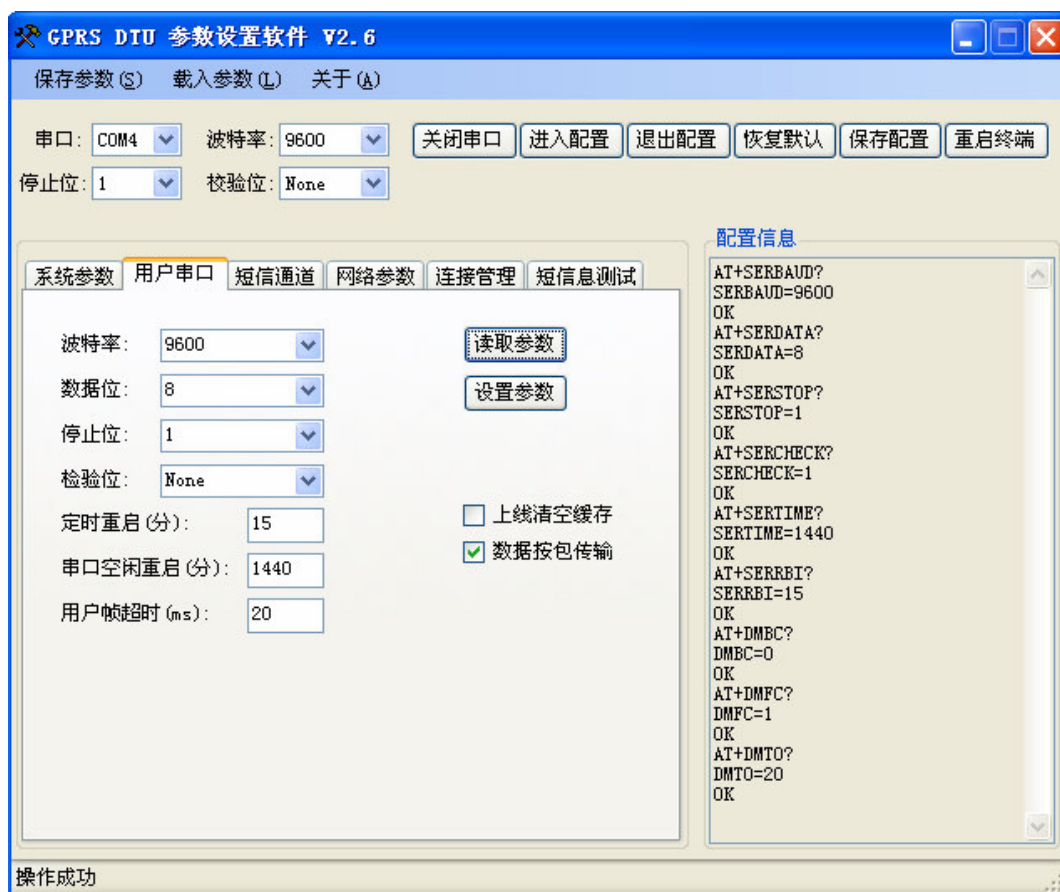 GPRS DTU 参数设置软件 V2.6
保存参数(S) 载入参数(L) 关于(A)
串口: COM4 波特率: 9600 关闭串口 进入配置 退出配置 恢复默认 保存配置 重启终端
停止位: 1 校验位: None
系统参数 用户串口 短信通道 网络参数 连接管理 短信息测试
波特率: 9600 读取参数
数据位: 8 设置参数
停止位: 1
检验位: None
定时重启(分): 15 上线清空缓存
串口空闲重启(分): 1440 数据按包传输
用户帧超时(ms): 20
配置信息
AT+SERBAUD?
SERBAUD=9600
OK
AT+SERDATA?
SERDATA=8
OK
AT+SERSTOP?
SERSTOP=1
OK
AT+SERCHECK?
SERCHECK=1
OK
AT+SERTIME?
SERTIME=1440
OK
AT+SERRBI?
SERRBI=15
OK
AT+DMBC?
DMBC=0
OK
AT+DMFC?
DMFC=1
OK
AT+DMTO?
DMTO=20
OK
操作成功